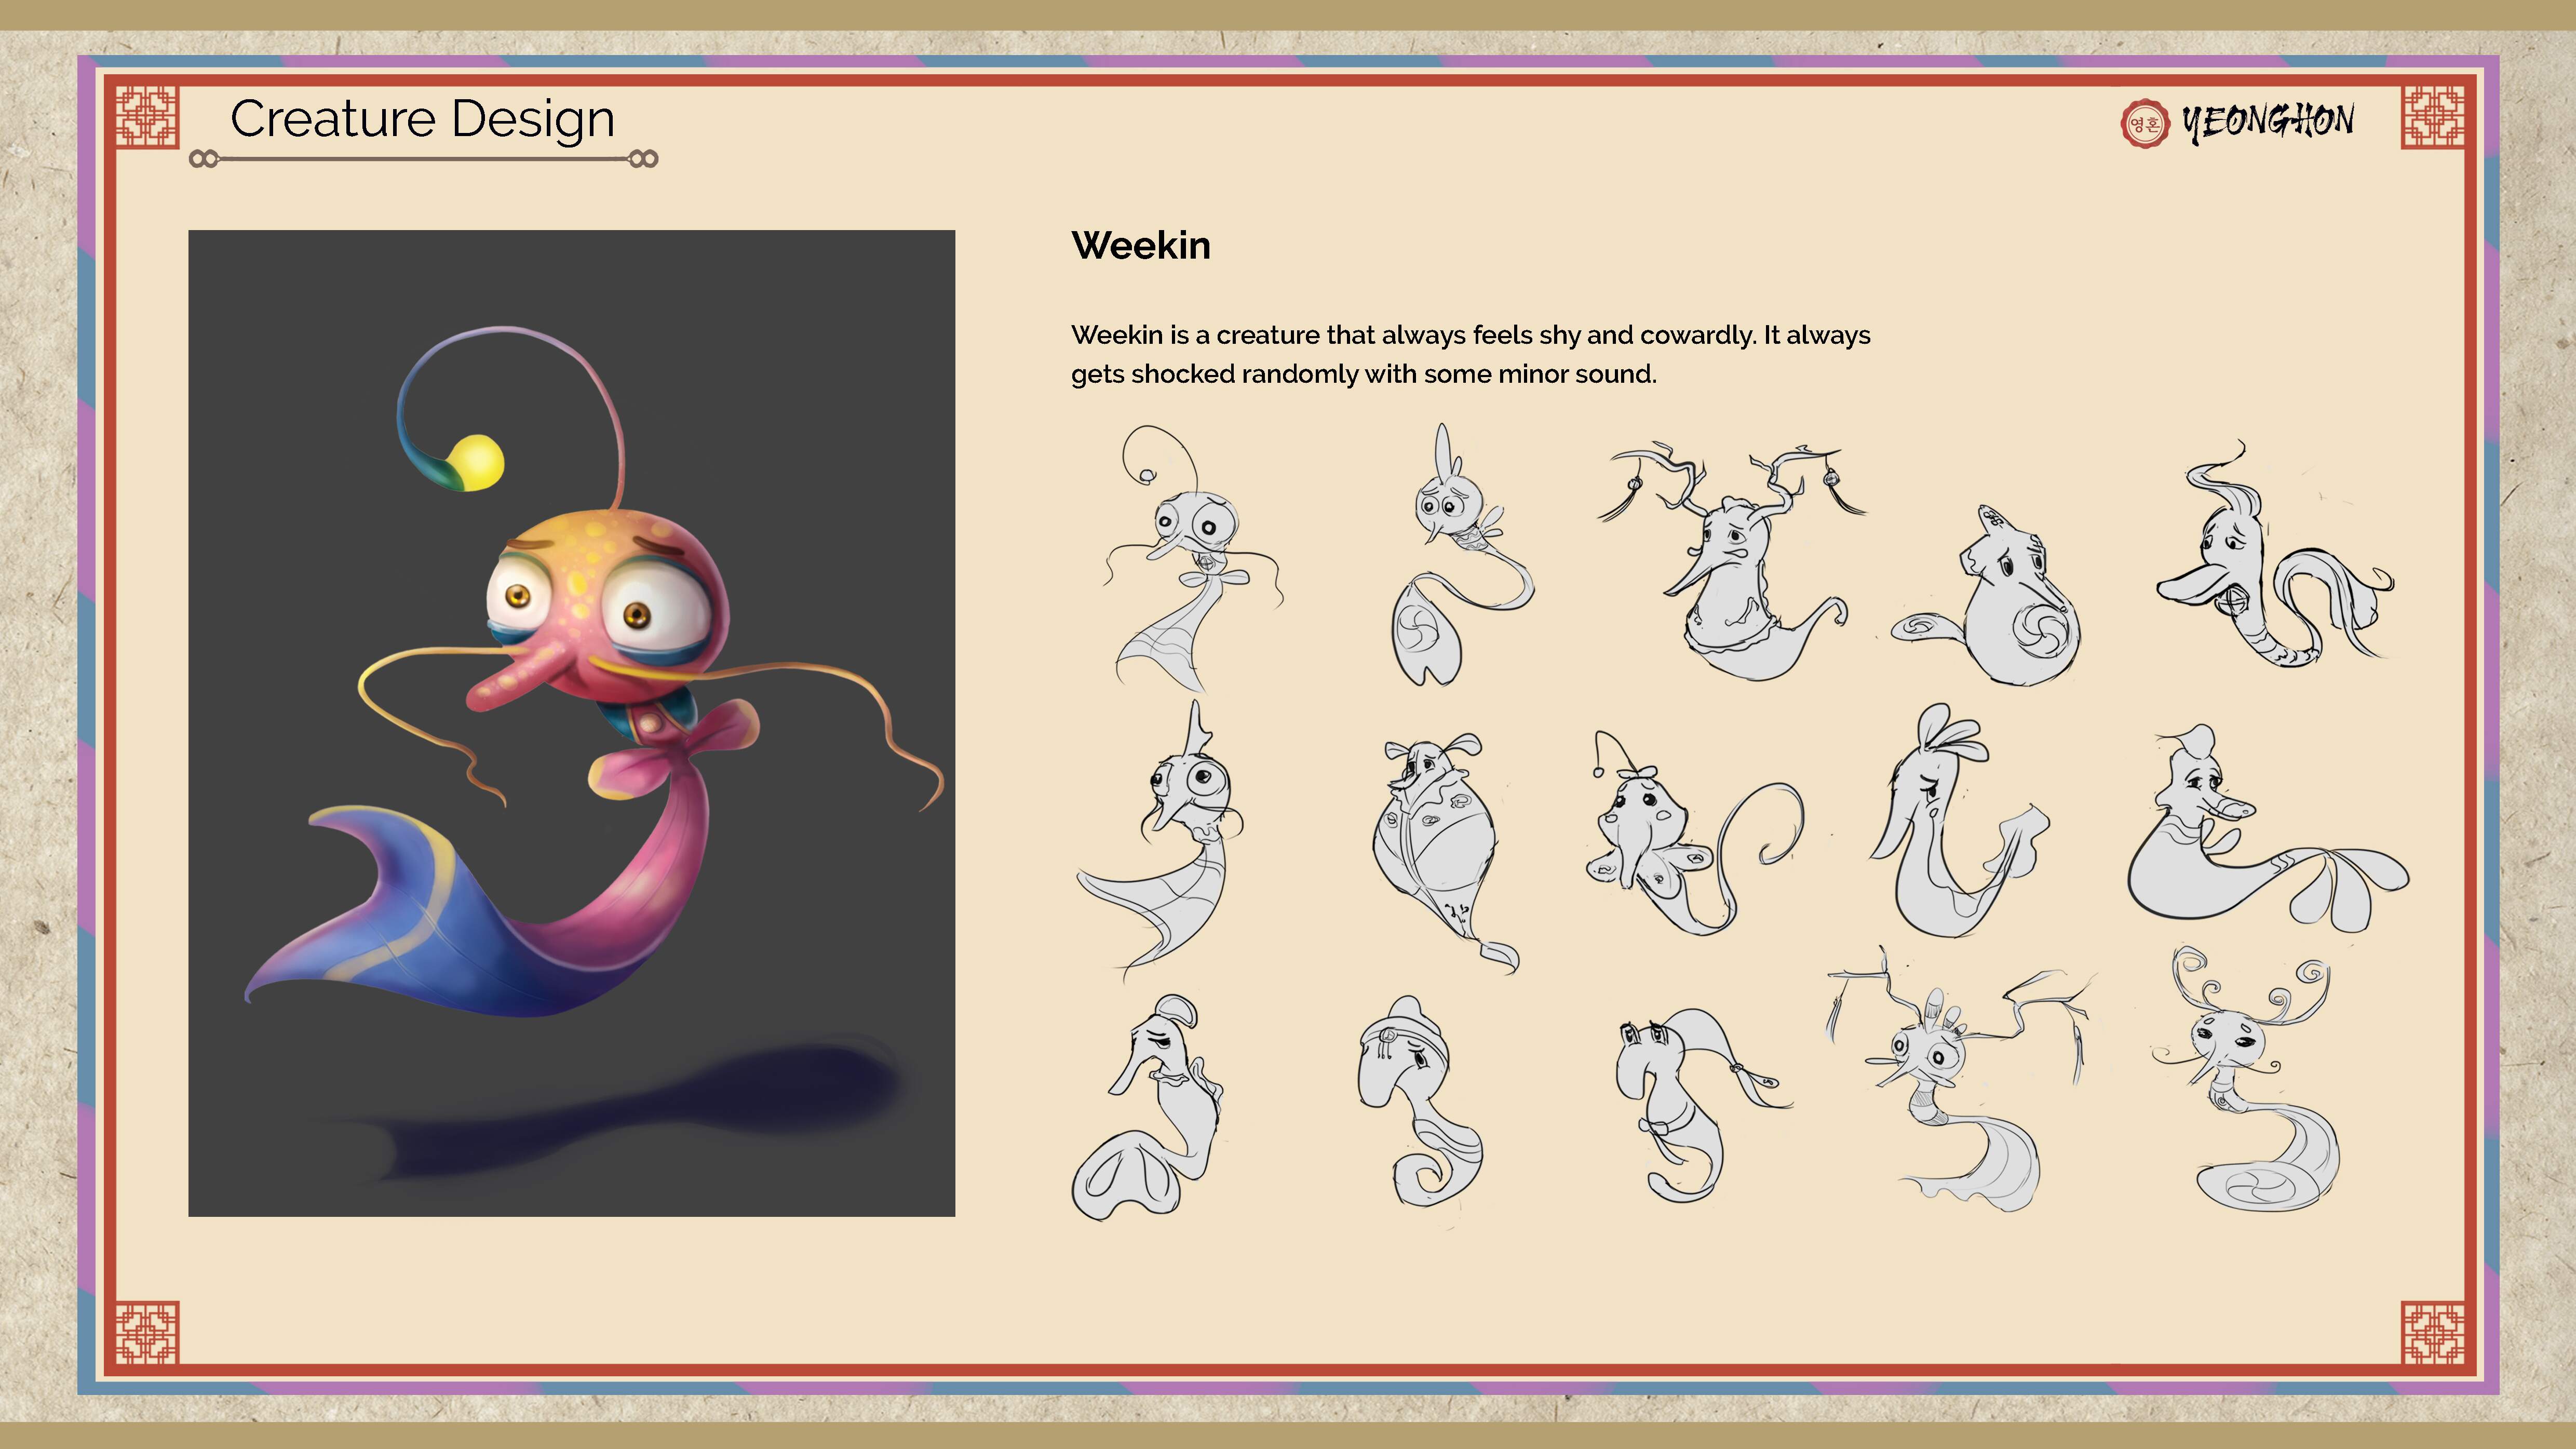 Creature Design
영혼 YEONGHON
Weekin
Weekin is a creature that always feels shy and cowardly. It always
gets shocked randomly with some minor sound.